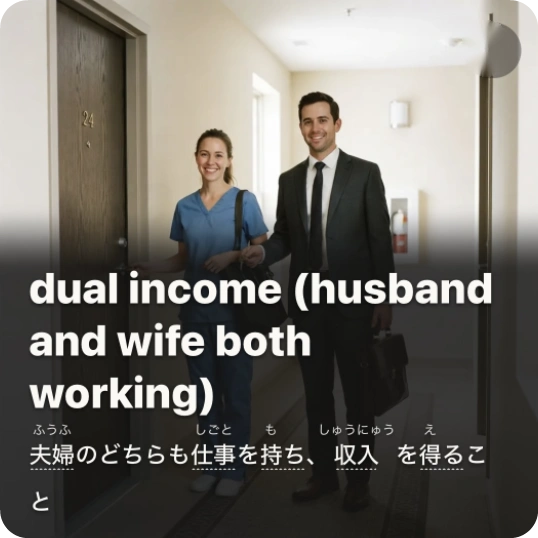 24
dual income (husband
and wife both
working)
ふうふ しごと も しゅうにゅう え
夫婦のどちらも仕事を持ち、収入 を得るこ
と